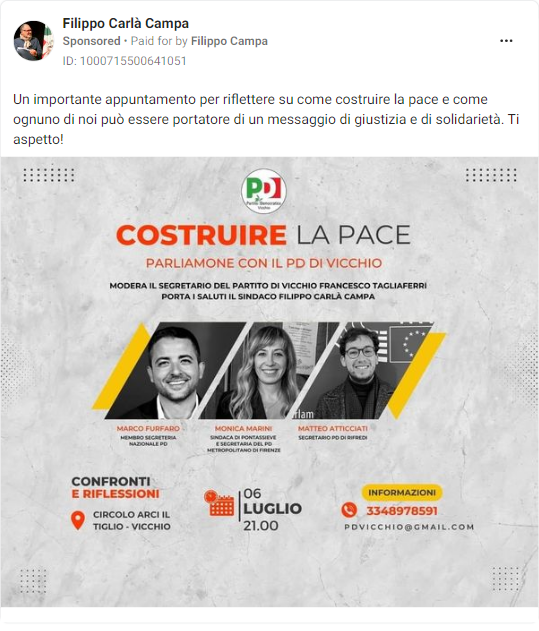 Filippo Carlà Campa
Sponsored • Paid for by Filippo Campa
ID: 1000715500641051
Un importante appuntamento per riflettere su come costruire la pace e come
ognuno di noi può essere portatore di un messaggio di giustizia e di solidarietà. Ti
aspetto!
PD
Partito Democratico
Vicchio
COSTRUIRE LA PACE
PARLIAMONE CON IL PD DI VICCHIO
MODERA IL SEGRETARIO DEL PARTITO DI VICCHIO FRANCESCO TAGLIAFERRI
PORTA I SALUTI IL SINDACO FILIPPO CARLÀ CAMPA
rlam
MARCO FURFARO
MEMBRO SEGRETERIA
NAZIONALE PD
MONICA MARINI
SINDACA DI PONTASSIEVE
E SEGRETARIA DEL PD
METROPOLITANO DI FIRENZE
MATTEO ATTICCIATI
SEGRETARIO PD DI RIFREDI
CONFRONTI
E RIFLESSIONI
CIRCOLO ARCI IL
TIGLIO - VICCHIO
06
LUGLIO
21.00
INFORMAZIONI
3348978591
PDVICCHIO@GMAIL.COM